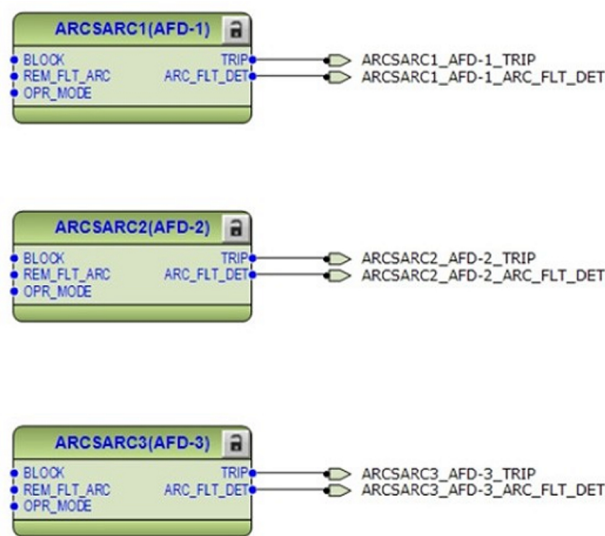 ARCSARC1(AFD-1)
BLOCK TRIP ARCSARC1_AFD-1_TRIP
REM_FLT_ARC ARC_FLT_DET ARCSARC1_AFD-1_ARC_FLT_DET
OPR_MODE
ARCSARC2(AFD-2)
BLOCK TRIP ARCSARC2_AFD-2_TRIP
REM_FLT_ARC ARC_FLT_DET ARCSARC2_AFD-2_ARC_FLT_DET
OPR_MODE
ARCSARC3(AFD-3)
BLOCK TRIP ARCSARC3_AFD-3_TRIP
REM_FLT_ARC ARC_FLT_DET ARCSARC3_AFD-3_ARC_FLT_DET
OPR_MODE